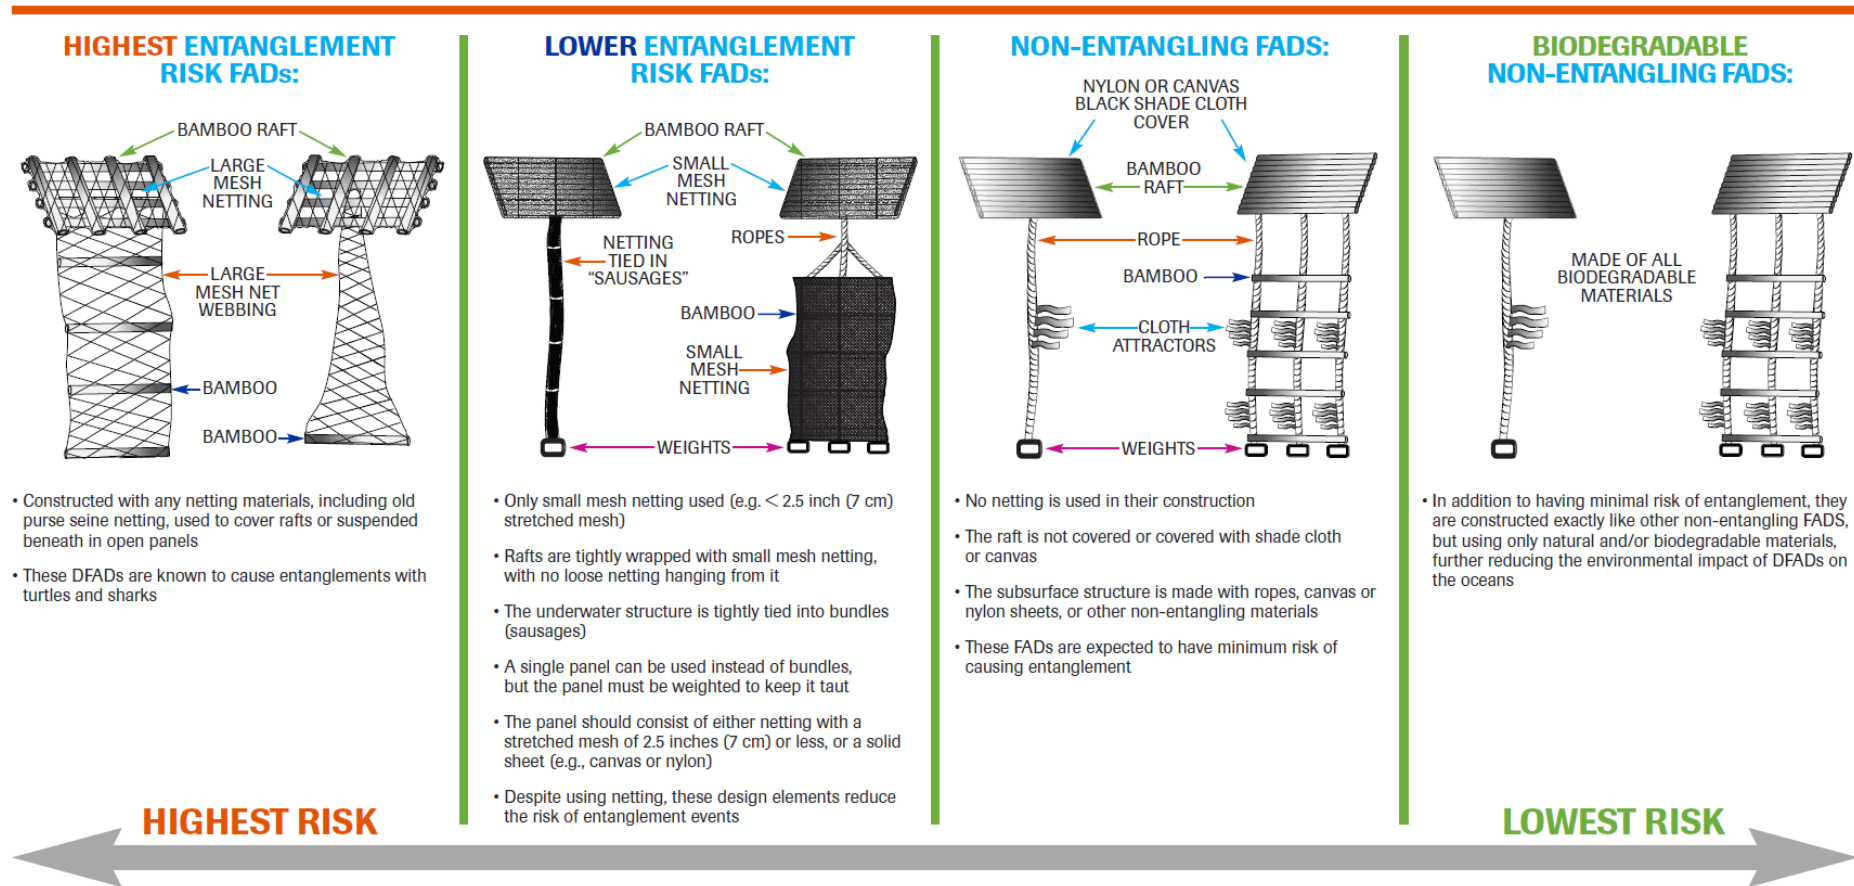 HIGHEST ENTANGLEMENT
RISK FADs:
BAMBOO RAFT
LARGE
MESH
NETTING
LARGE
MESH NET
WEBBING
BAMBOO
BAMBOO
• Constructed with any netting materials, including old
purse seine netting, used to cover rafts or suspended
beneath in open panels
• These DFADs are known to cause entanglements with
turtles and sharks
LOWER ENTANGLEMENT
RISK FADs:
BAMBOO RAFT
SMALL
MESH
NETTING
ROPES
NETTING
TIED IN
“SAUSAGES”
BAMBOO
SMALL
MESH
NETTING
WEIGHTS
• Only small mesh netting used (e.g. < 2.5 inch (7 cm)
stretched mesh)
• Rafts are tightly wrapped with small mesh netting,
with no loose netting hanging from it
• The underwater structure is tightly tied into bundles
(sausages)
• A single panel can be used instead of bundles,
but the panel must be weighted to keep it taut
• The panel should consist of either netting with a
stretched mesh of 2.5 inches (7 cm) or less, or a solid
sheet (e.g., canvas or nylon)
• Despite using netting, these design elements reduce
the risk of entanglement events
NON-ENTANGLING FADS:
NYLON OR CANVAS
BLACK SHADE CLOTH
COVER
BAMBOO
RAFT
ROPE
BAMBOO
CLOTH
ATTRACTORS
WEIGHTS
• No netting is used in their construction
• The raft is not covered or covered with shade cloth
or canvas
• The subsurface structure is made with ropes, canvas or
nylon sheets, or other non-entangling materials
• These FADs are expected to have minimum risk of
causing entanglement
BIODEGRADABLE
NON-ENTANGLING FADS:
MADE OF ALL
BIODEGRADABLE
MATERIALS
• In addition to having minimal risk of entanglement, they
are constructed exactly like other non-entangling FADS,
but using only natural and/or biodegradable materials,
further reducing the environmental impact of DFADs on
the oceans
HIGHEST RISK
LOWEST RISK